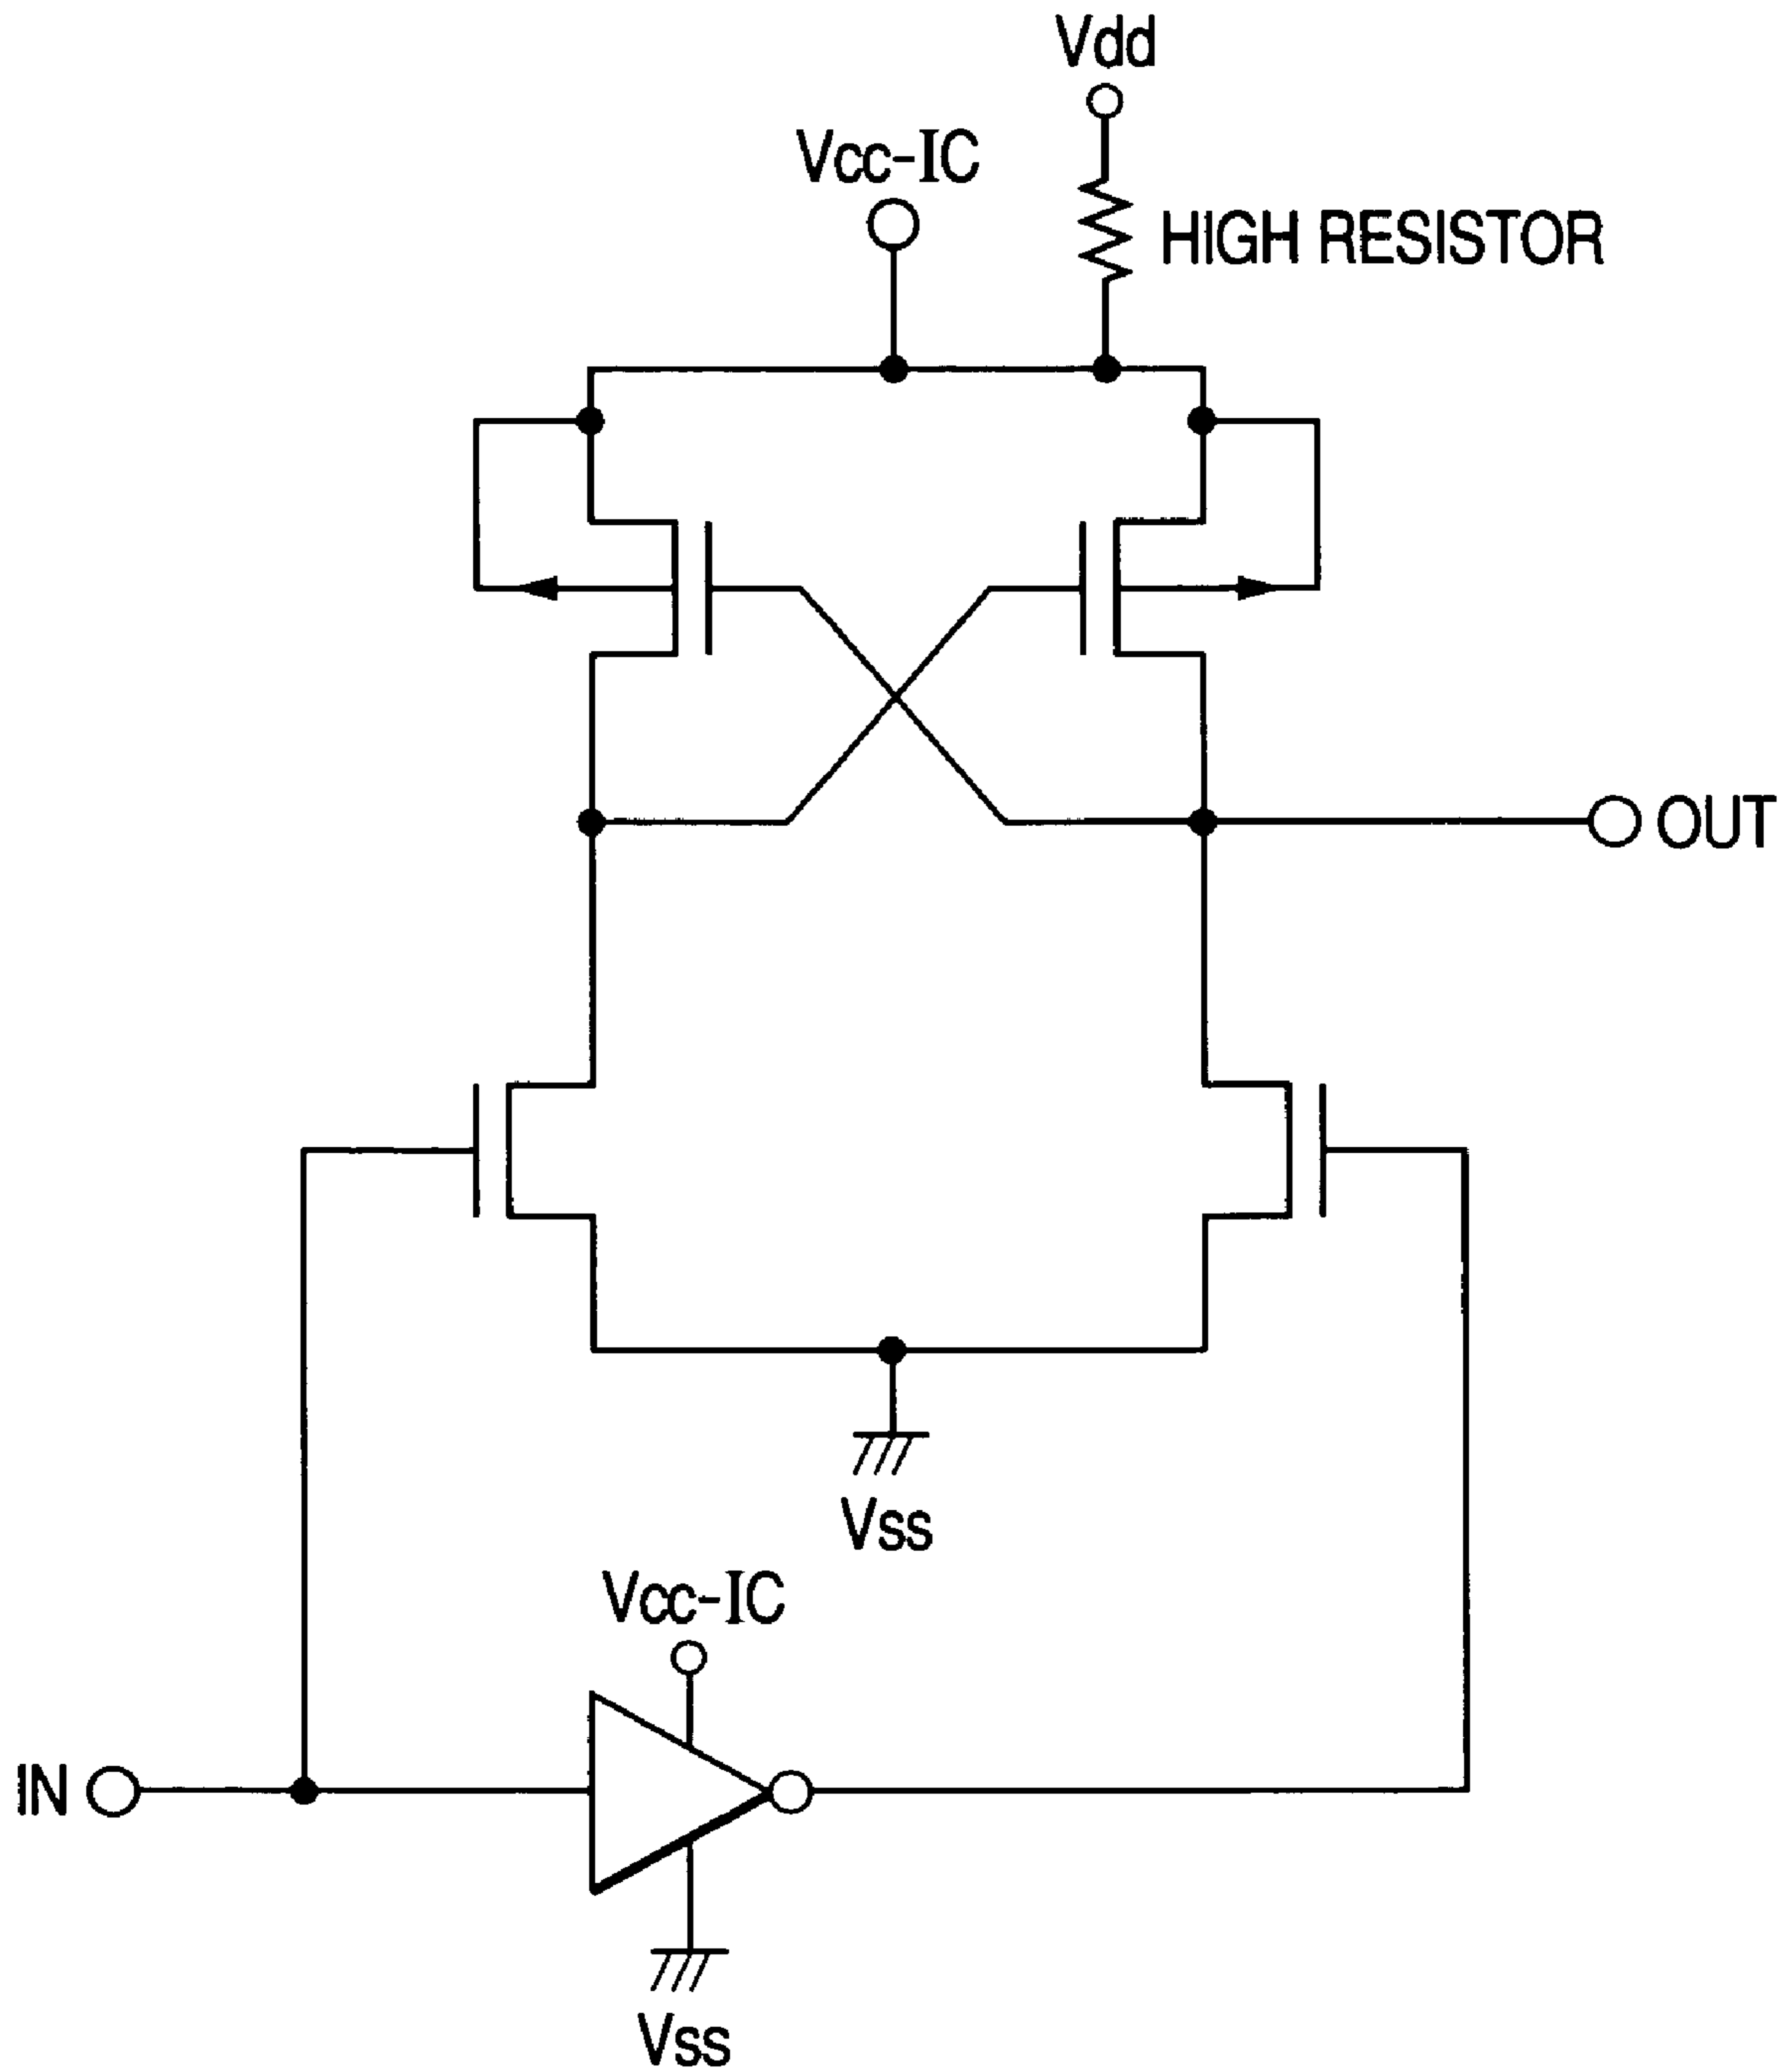 Vdd
Vcc-IC
HIGH RESISTOR
OUT
Vss
Vcc-IC
IN
Vss